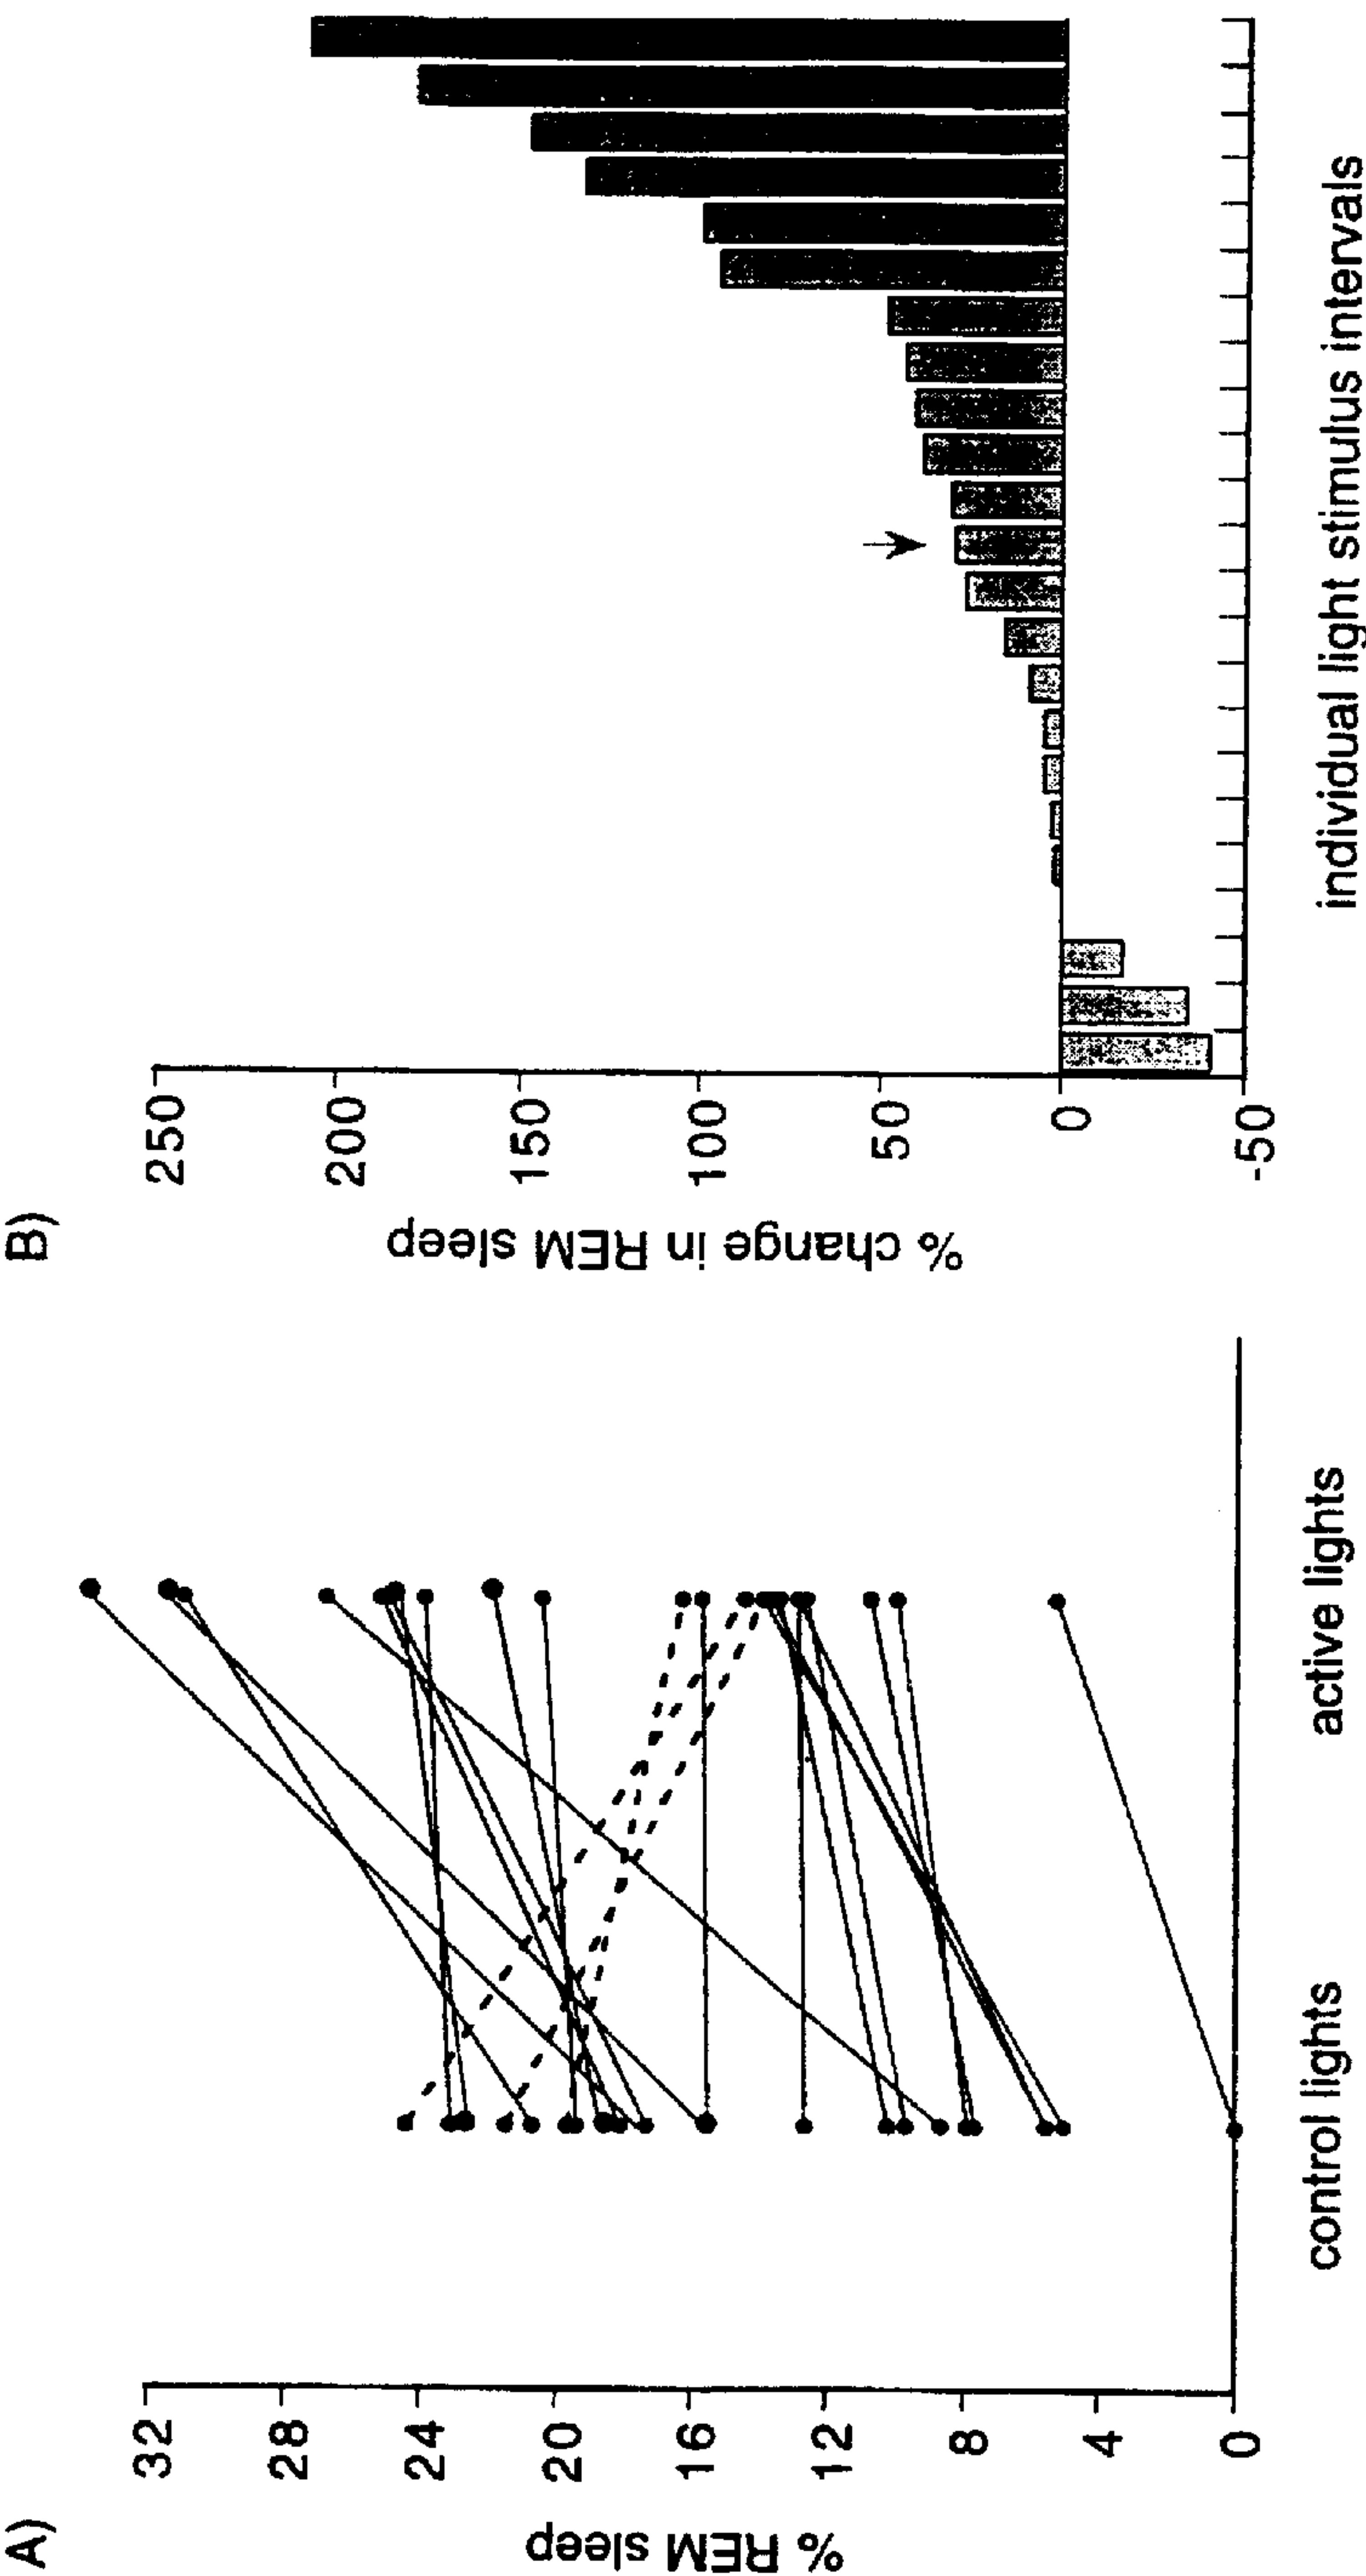 A)
% REM sleep
32
28
24
20
16
12
8
4
0
control lights
active lights
B)
% change in REM sleep
250
200
150
100
50
0
-50
individual light stimulus intervals